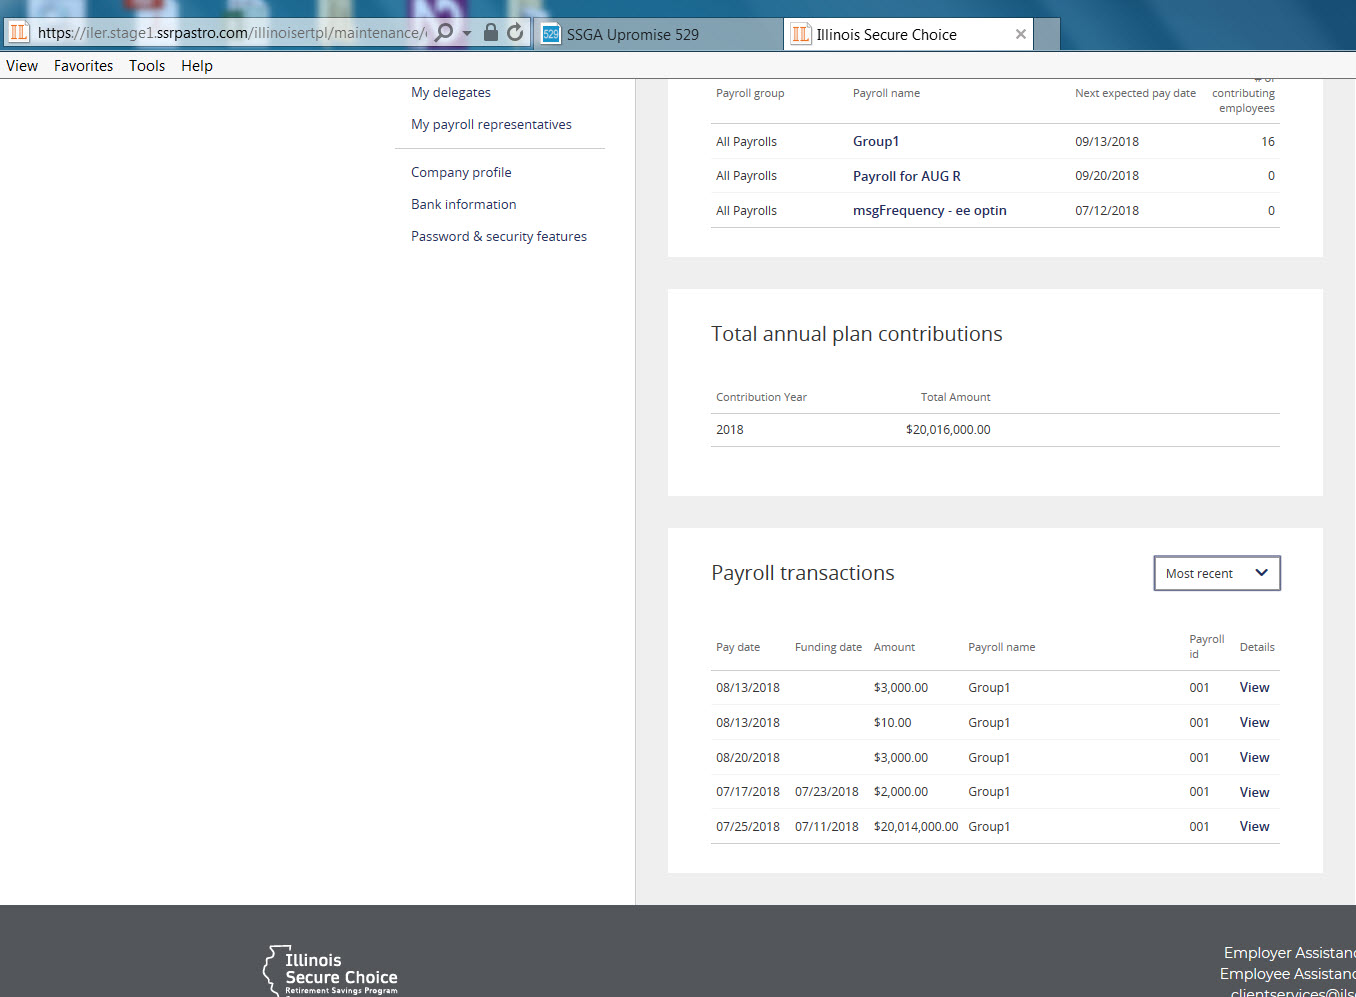 https://iler.stage1.ssrpastro.com/illinoisertpl/maintenance/
529 SSGA Upromise 529
IL Illinois Secure Choice
View Favorites Tools Help
My delegates
My payroll representatives
Company profile
Bank information
Password & security features
Payroll group Payroll name Next expected pay date # of contributing employees
All Payrolls Group1 09/13/2018 16
All Payrolls Payroll for AUG R 09/20/2018 0
All Payrolls msgFrequency - ee optin 07/12/2018 0
Total annual plan contributions
Contribution Year Total Amount
2018 $20,016,000.00
Payroll transactions
Most recent
Pay date Funding date Amount Payroll name Payroll id Details
08/13/2018 $3,000.00 Group1 001 View
08/13/2018 $10.00 Group1 001 View
08/20/2018 $3,000.00 Group1 001 View
07/17/2018 07/23/2018 $2,000.00 Group1 001 View
07/25/2018 07/11/2018 $20,014,000.00 Group1 001 View
Illinois
Secure Choice
Retirement Savings Program
Employer Assistanc
Employee Assistanc
clientservices@ils